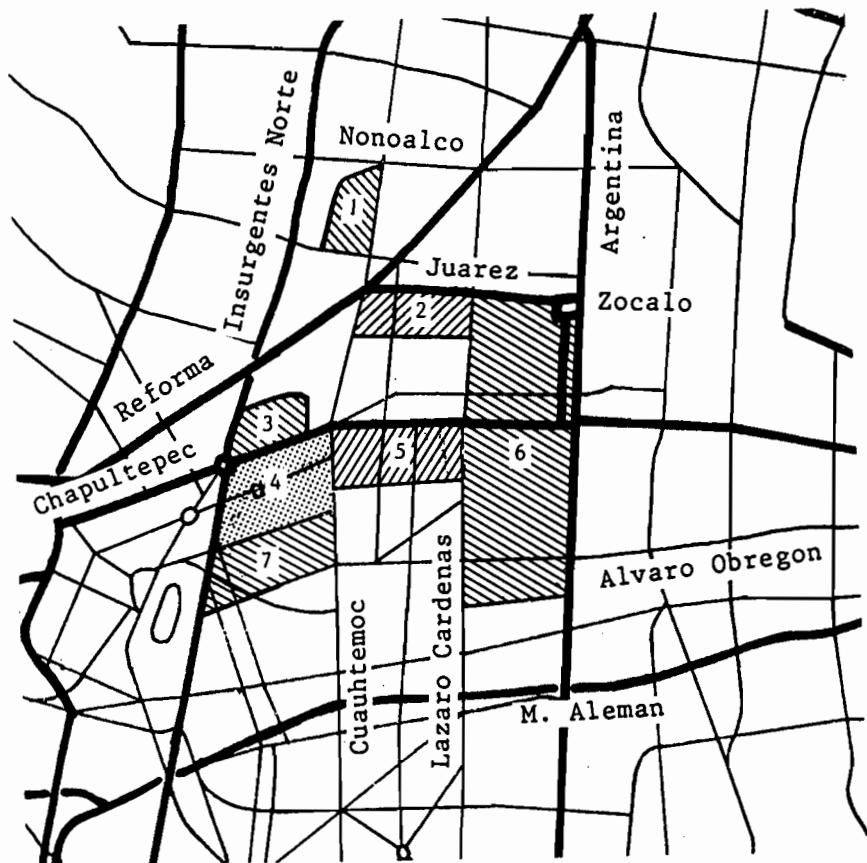 Insurgentes Norte
Nonoalco
Argentina
1
Juarez
2
Zocalo
Reforma
3
Chapultepec
4
5
6
7
Alvaro Obregon
Cuauhtemoc
Lazaro Cardenas
M. Aleman